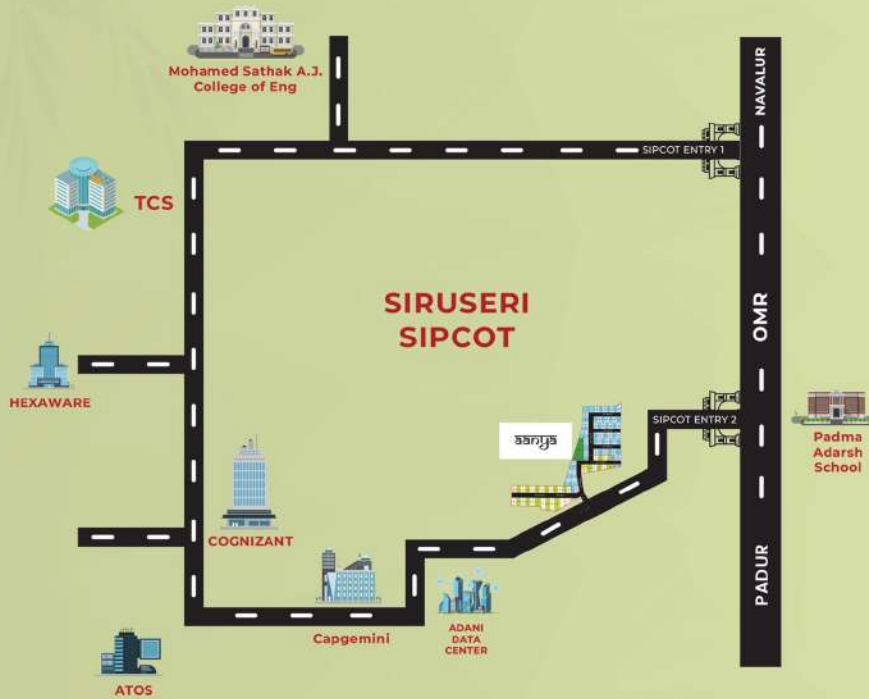 Mohamed Sathak A.J.
College of Eng
NAVALUR
SIPCOT ENTRY 1
TCS
SIRUSERI
SIPCOT
OMR
HEXAWARE
aanya
SIPCOT ENTRY 2
Padma
Adarsh
School
COGNIZANT
PADUR
Capgemini
ADANI
DATA
CENTER
ATOS